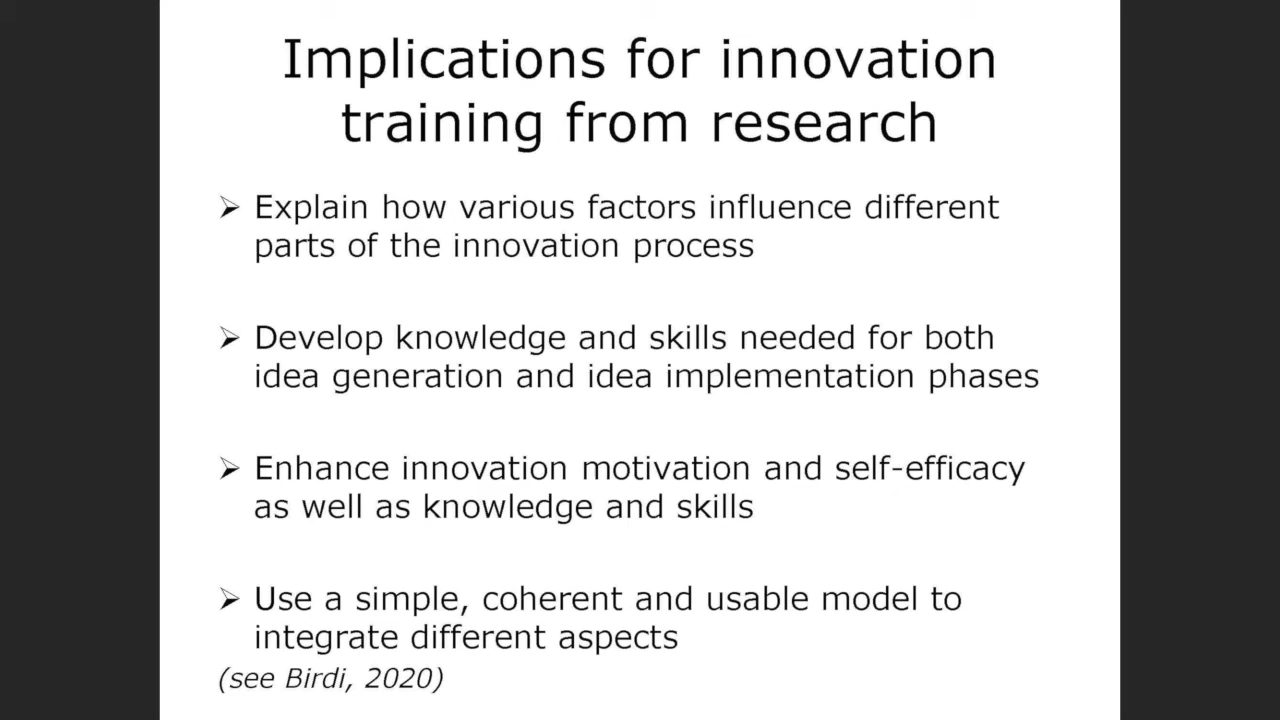 Implications for innovation
training from research
➢ Explain how various factors influence different
parts of the innovation process
➢ Develop knowledge and skills needed for both
idea generation and idea implementation phases
➢ Enhance innovation motivation and self-efficacy
as well as knowledge and skills
➢ Use a simple, coherent and usable model to
integrate different aspects
(see Birdi, 2020)